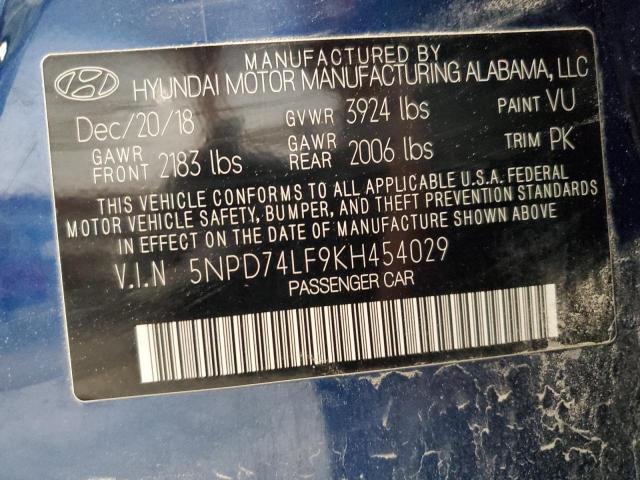 MANUFACTURED BY
HYUNDAI MOTOR MANUFACTURING ALABAMA, LLC
Dec/20/18 GVWR 3924 lbs PAINT VU
GAWR FRONT 2183 lbs GAWR REAR 2006 lbs TRIM PK
THIS VEHICLE CONFORMS TO ALL APPLICABLE U.S.A. FEDERAL
MOTOR VEHICLE SAFETY, BUMPER, AND THEFT PREVENTION STANDARDS
IN EFFECT ON THE DATE OF MANUFACTURE SHOWN ABOVE
V.I.N 5NPD74LF9KH454029
PASSENGER CAR